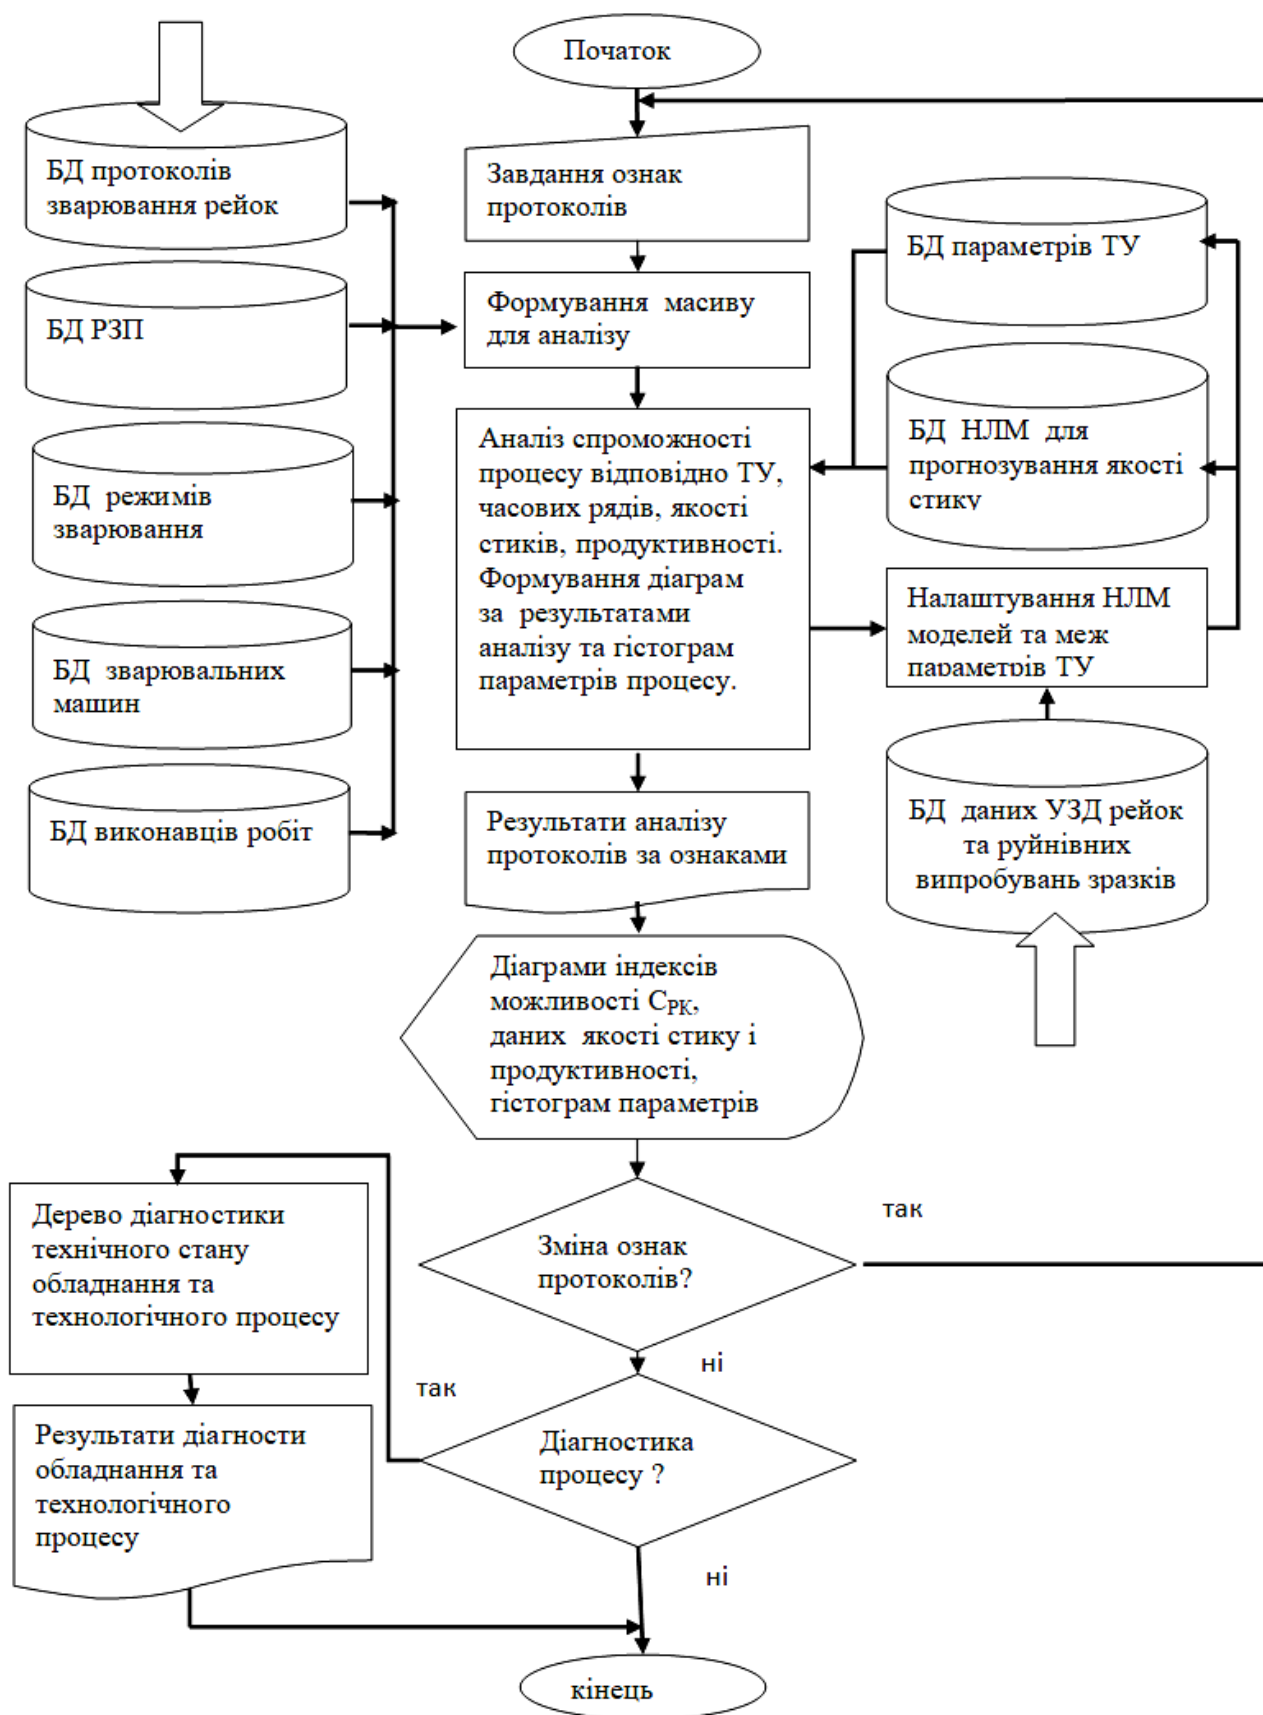 Початок
БД протоколів
зварювання рейок
Завдання ознак
протоколів
БД параметрів ТУ
БД РЗП
Формування масиву
для аналізу
БД режимів
зварювання
Аналіз спроможності
процесу відповідно ТУ,
часових рядів, якості
стиків, продуктивності.
Формування діаграм
за результатами
аналізу та гістограм
параметрів процесу.
БД НЛМ для
прогнозування якості
стику
БД зварювальних
машин
Налаштування НЛМ
моделей та меж
параметрів ТУ
БД виконавців робіт
Результати аналізу
протоколів за ознаками
БД даних УЗД рейок
та руйнівних
випробувань зразків
Діаграми індексів
можливості CРК,
даних якості стику і
продуктивності,
гістограм параметрів
Дерево діагностики
технічного стану
обладнання та
технологічного процесу
Зміна ознак
протоколів?
так
ні
так
Результати діагности
обладнання та
технологічного
процесу
Діагностика
процесу ?
ні
кінець